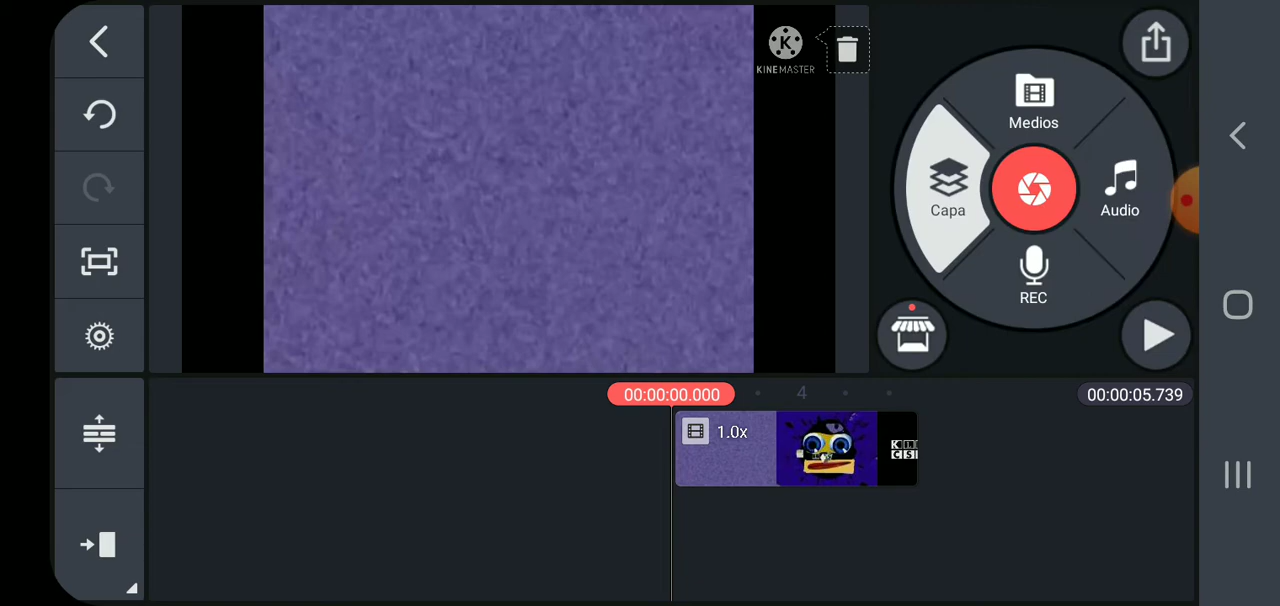 KINEMASTER
Medios
Capa
Audio
REC
00:00:00.000
4
00:00:05.739
1.0x